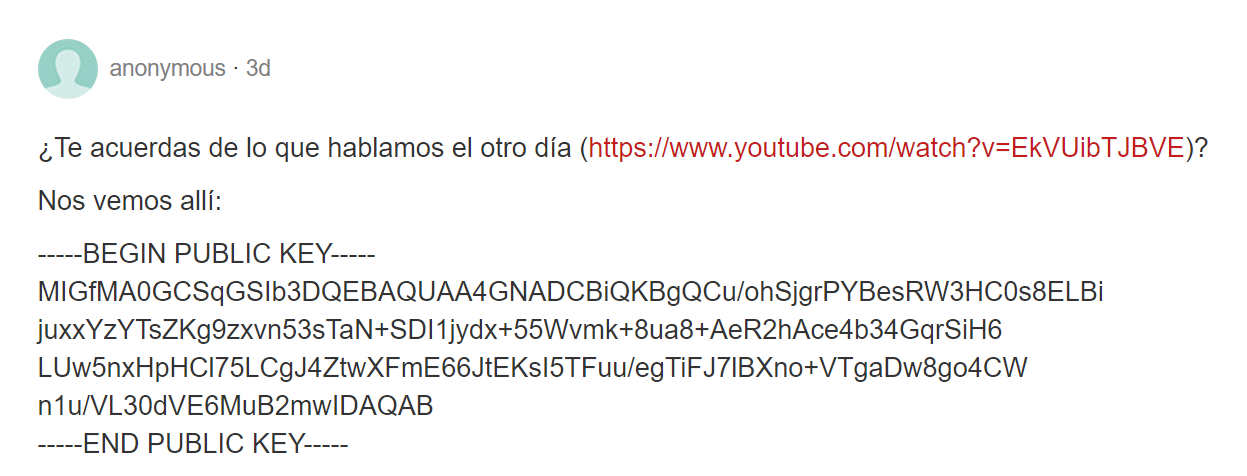 anonymous · 3d
¿Te acuerdas de lo que hablamos el otro día (https://www.youtube.com/watch?v=EkVUibTJBVE)?
Nos vemos allí:
-----BEGIN PUBLIC KEY-----
MIGfMA0GCSqGSIb3DQEBAQUAA4GNADCBiQKBgQCu/ohSjgrPYBesRW3HC0s8ELBi
juxxYzYTsZKg9zxvn53sTaN+SDI1jydx+55Wvmk+8ua8+AeR2hAce4b34GqrSiH6
LUw5nxHpHCl75LCgJ4ZtwXFmE66JtEKsI5TFuu/egTiFJ7lBXno+VTgaDw8go4CW
n1u/VL30dVE6MuB2mwIDAQAB
-----END PUBLIC KEY-----